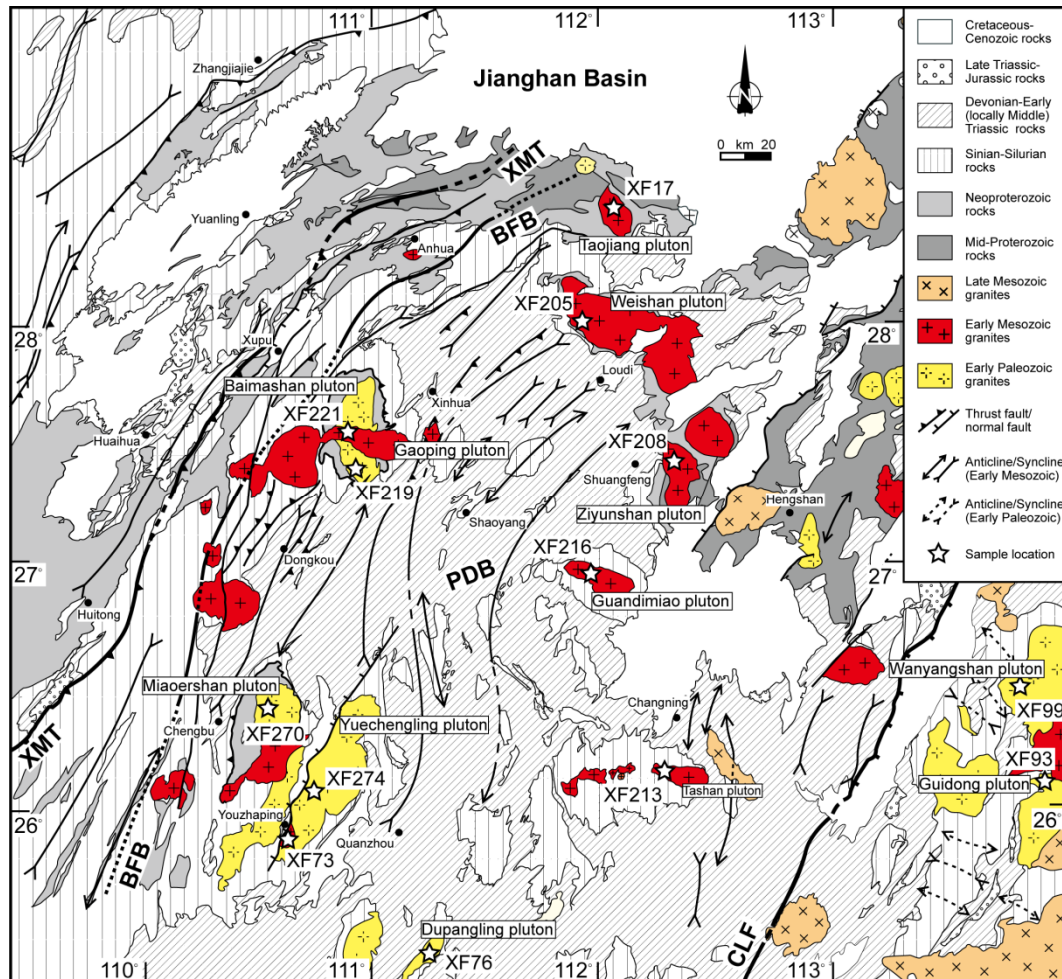 111°
112°
113°
Zhangjiajie
Jianghan Basin
0 km 20
XMT
XF17
Yuanling
BFB
Anhua
Taojiang pluton
XF205
Weishan pluton
28°
28°
Xupu
Loudi
Baimashan pluton
Xinhua
XF221
Huaihua
Gaoping pluton
XF208
XF219
Shuangfeng
Hengshan
Ziyunshan pluton
Shaoyang
Dongkou
XF216
27°
PDB
27°
Huitong
Guandimiao pluton
Wanyangshan pluton
Miaoershan pluton
XF99
Yuechengling pluton
Changning
Chengbu
XF270
XMT
XF93
XF274
Guidong pluton
Tashan pluton
XF213
26°
Youzhaping
26°
Quanzhou
XF73
BFB
Dupangling pluton
CLF
XF76
110°
111°
112°
113°
Cretaceous-
Cenozoic rocks
Late Triassic-
Jurassic rocks
Devonian-Early
(locally Middle)
Triassic rocks
Sinian-Silurian
rocks
Neoproterozoic
rocks
Mid-Proterozoic
rocks
Late Mesozoic
granites
Early Mesozoic
granites
Early Paleozoic
granites
Thrust fault/
normal fault
Anticline/Syncline
(Early Mesozoic)
Anticline/Syncline
(Early Paleozoic)
Sample location